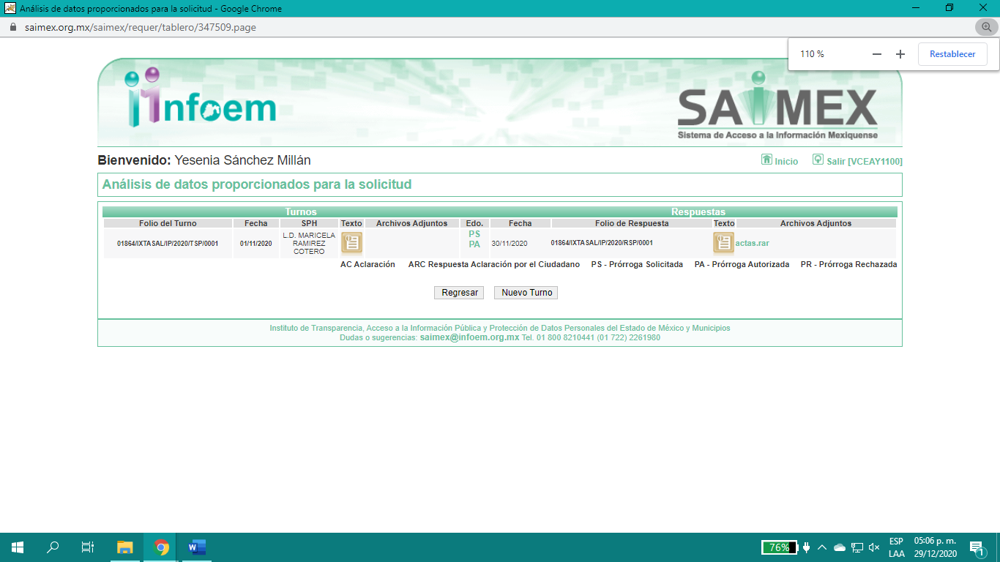 Análisis de datos proporcionados para la solicitud - Google Chrome
saimex.org.mx/saimex/requer/tablero/347509.page
110 %
Restablecer
infoem
SAIMEX
Sistema de Acceso a la Información Mexiquense
Bienvenido: Yesenia Sánchez Millán
Inicio
Salir [VCEAY1100]
Análisis de datos proporcionados para la solicitud
Turnos Respuestas
Folio del Turno Fecha SPH Texto Archivos Adjuntos Edo. Fecha Folio de Respuesta Texto Archivos Adjuntos
01864/IXTASAL/IP/2020/TSP/0001 01/11/2020 L.D. MARICELA RAMIREZ COTERO PS PA 30/11/2020 01864/IXTASAL/IP/2020/RSP/0001 actas.rar
AC Aclaración ARC Respuesta Aclaración por el Ciudadano PS - Prórroga Solicitada PA - Prórroga Autorizada PR - Prórroga Rechazada
Regresar Nuevo Turno
Instituto de Transparencia, Acceso a la Información Pública y Protección de Datos Personales del Estado de México y Municipios
Dudas o sugerencias: saimex@infoem.org.mx Tel. 01 800 8210441 (01 722) 2261980
76%
ESP
LAA
05:06 p. m.
29/12/2020
1